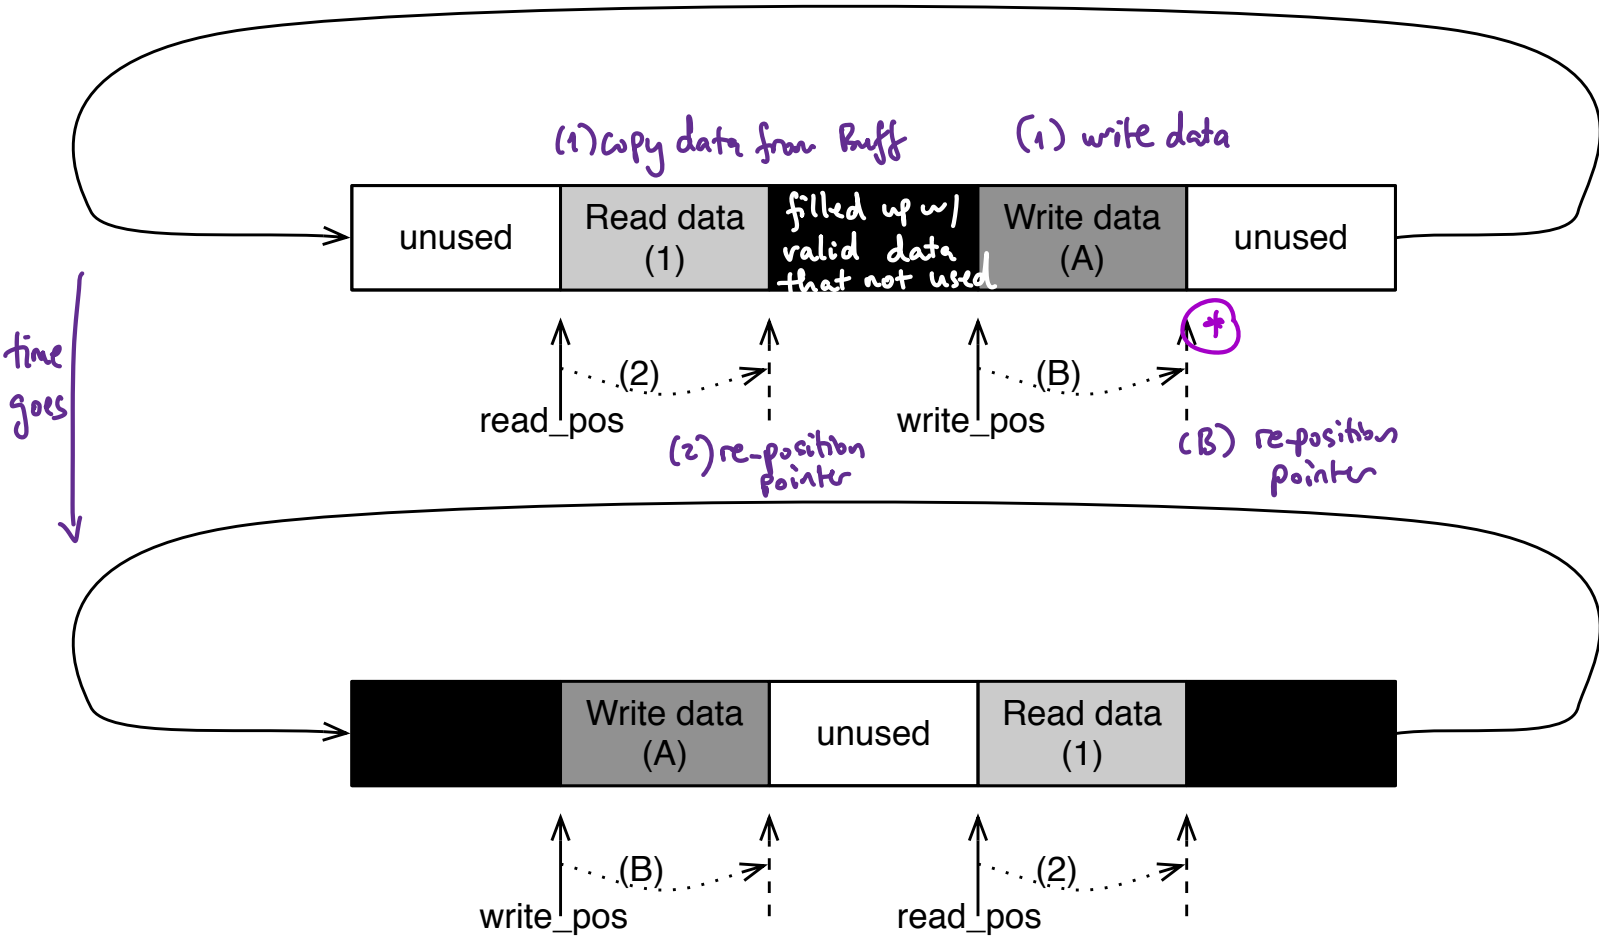 (1) copy data from Buff
(1) write data
unused
Read data
(1)
filled up w/
valid data
that not used
Write data
(A)
unused
time
goes
(2)
read_pos
(2) re-position
pointer
*
(B)
write_pos
(B) re-position
pointer
Write data
(A)
unused
Read data
(1)
(B)
write_pos
(2)
read_pos